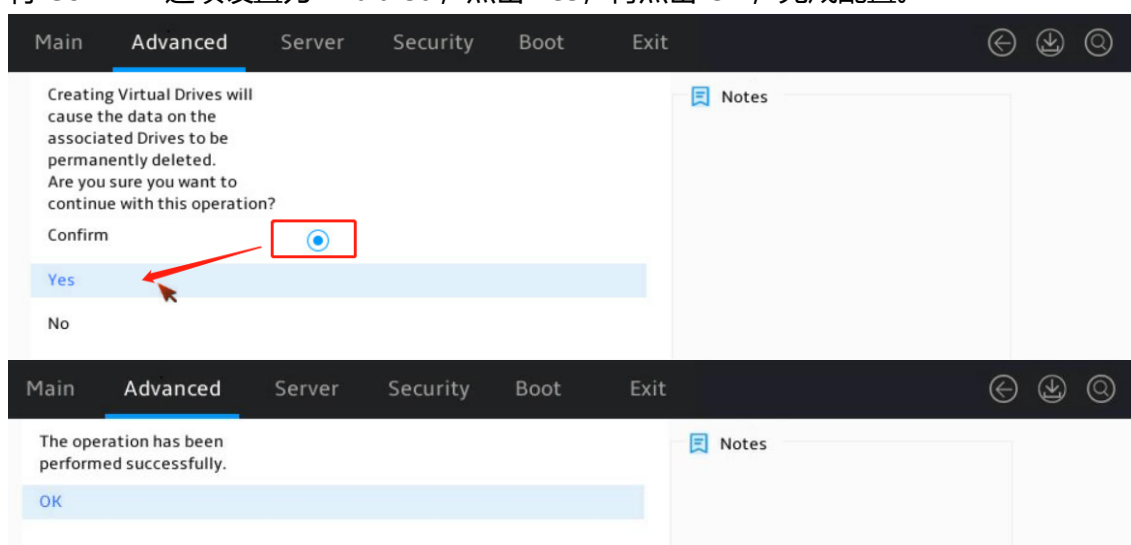 Main Advanced Server Security Boot Exit
Creating Virtual Drives will
cause the data on the
associated Drives to be
permanently deleted.
Are you sure you want to
continue with this operation?
Confirm
Yes
No
Notes
Main Advanced Server Security Boot Exit
The operation has been
performed successfully.
OK
Notes